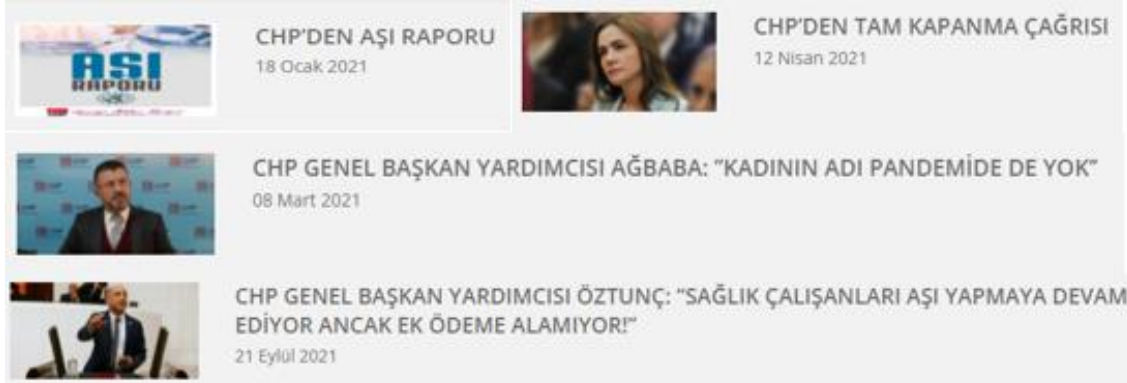 AŞI
RAPORU
CHP'DEN AŞI RAPORU
18 Ocak 2021
CHP'DEN TAM KAPANMA ÇAĞRISI
12 Nisan 2021
CHP GENEL BAŞKAN YARDIMCISI AĞBABA: "KADININ ADI PANDEMİDE DE YOK"
08 Mart 2021
CHP GENEL BAŞKAN YARDIMCISI ÖZTUNÇ: "SAĞLIK ÇALIŞANLARI AŞI YAPMAYA DEVAM
EDİYOR ANCAK EK ÖDEME ALAMIYOR!"
21 Eylül 2021